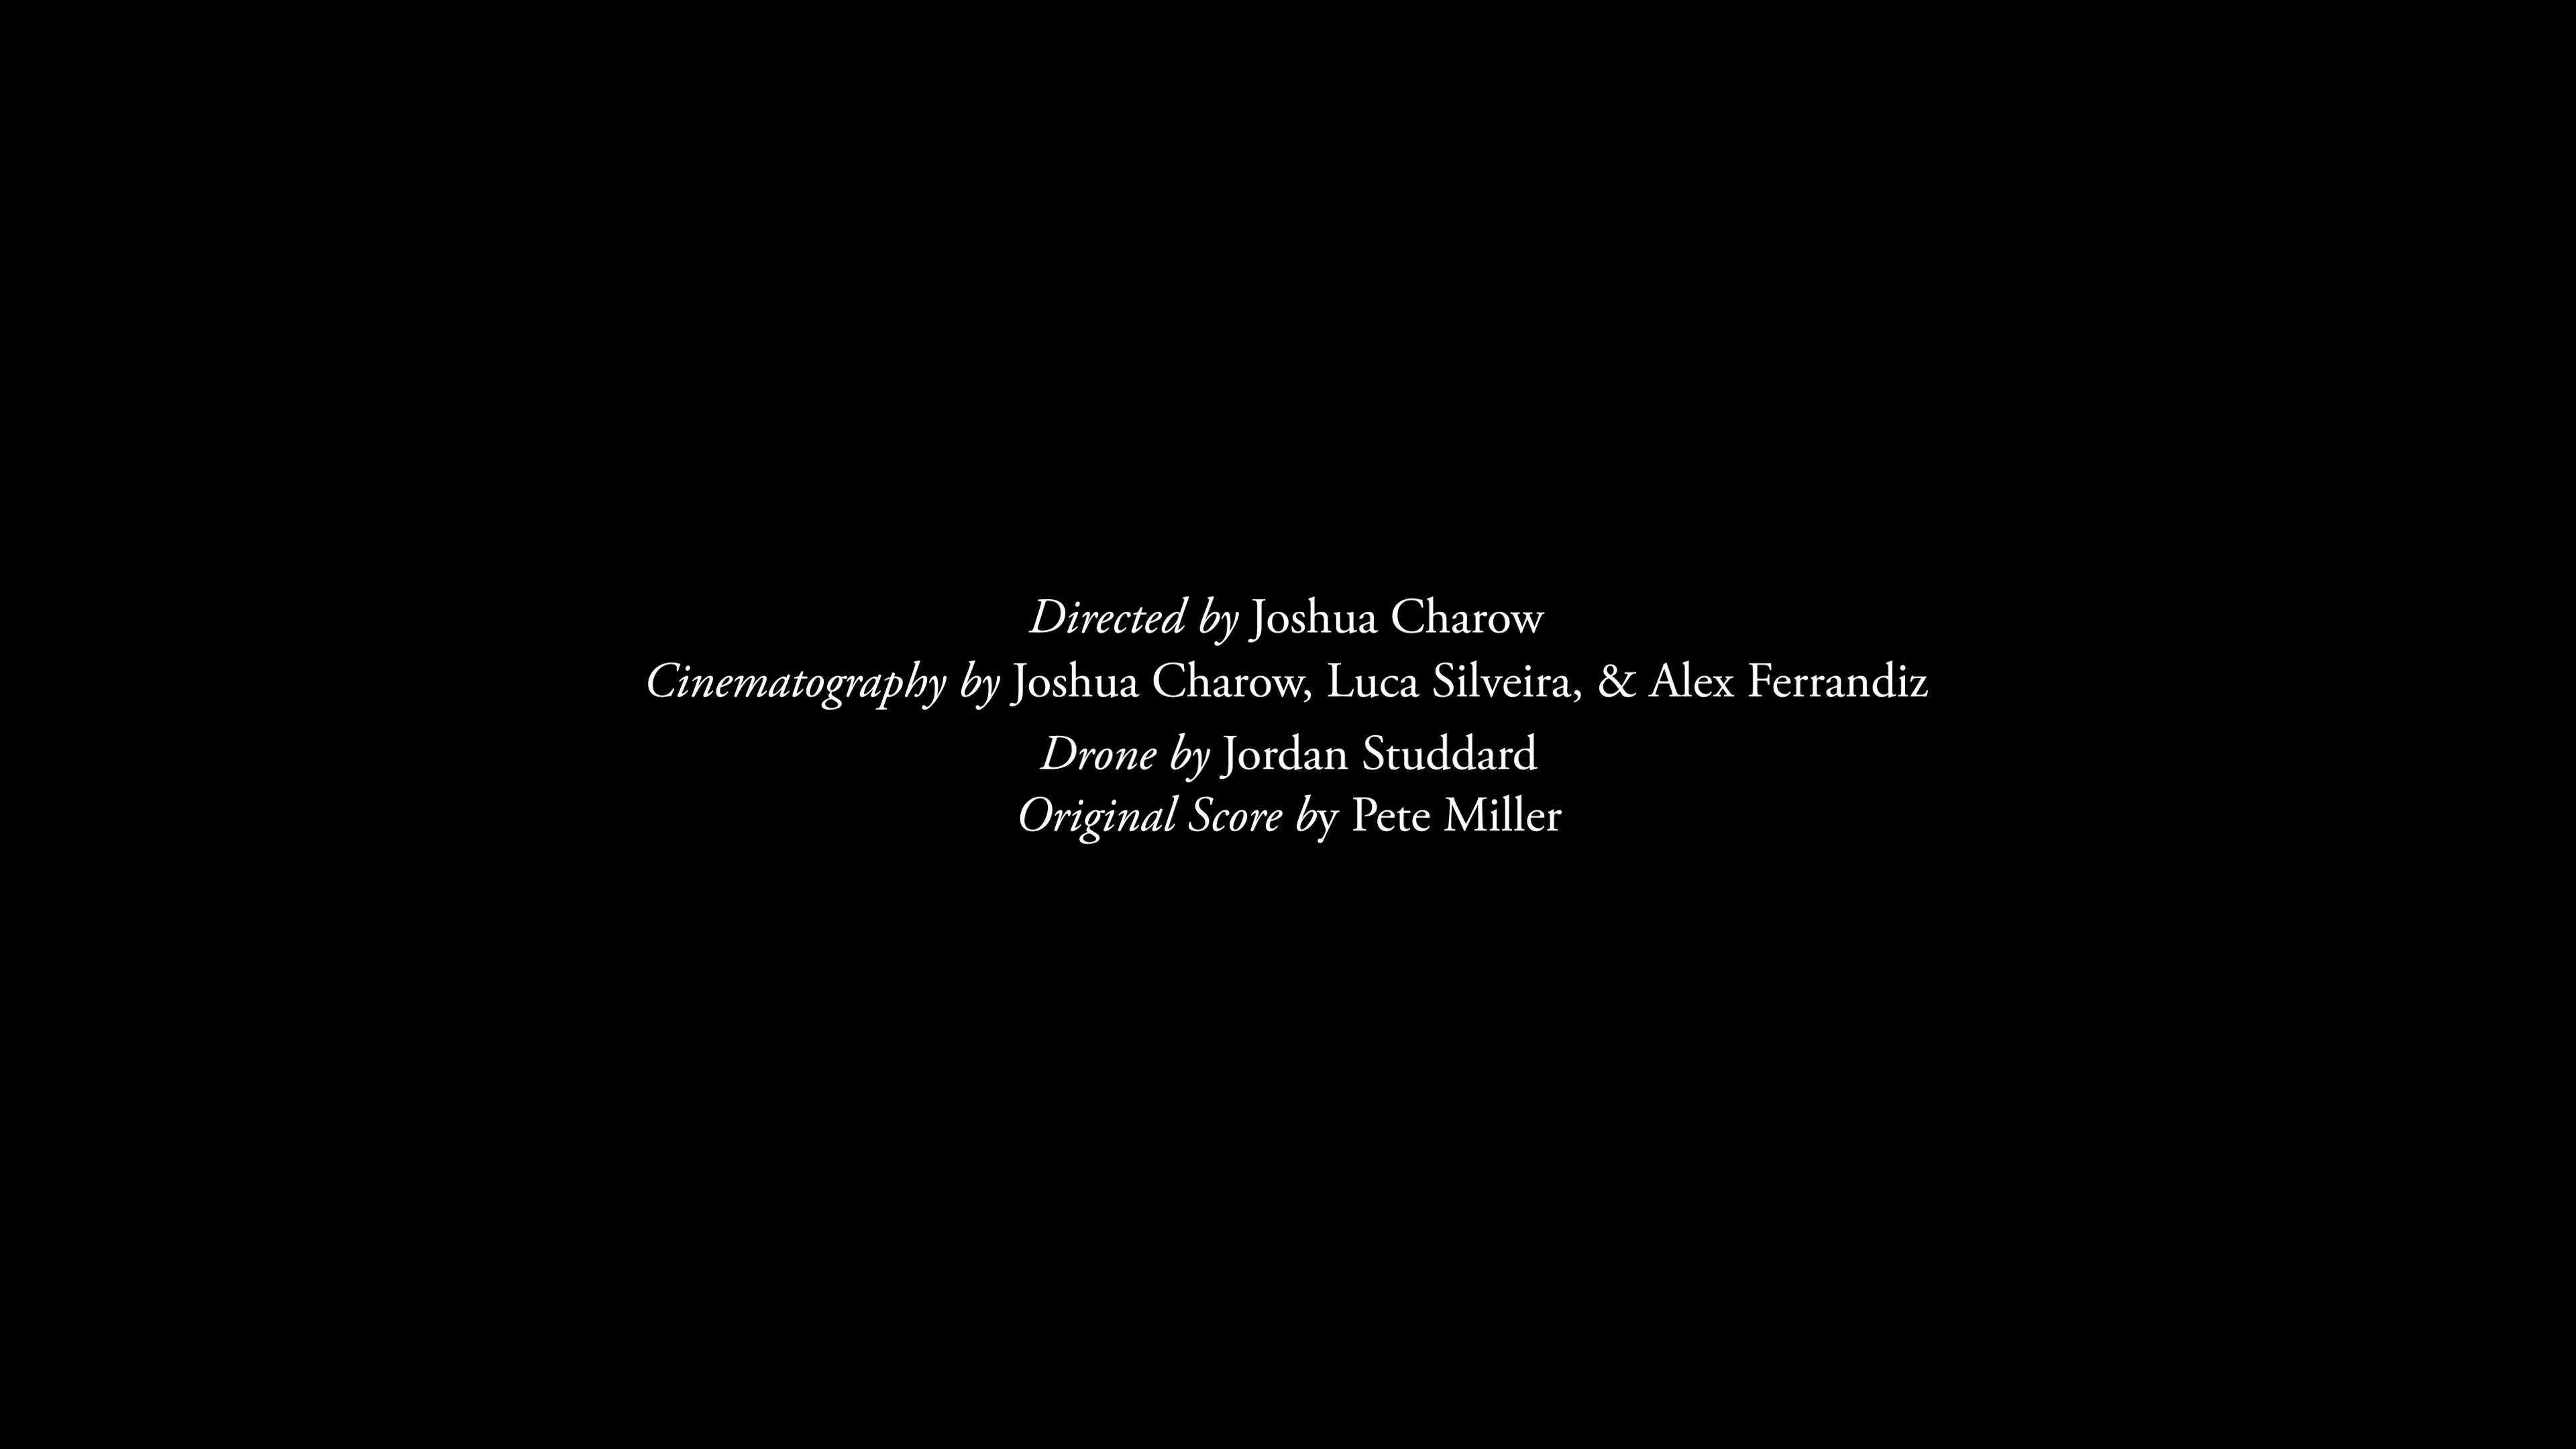 Directed by Joshua Charow
Cinematography by Joshua Charow, Luca Silveira, & Alex Ferrandiz
Drone by Jordan Studdard
Original Score by Pete Miller